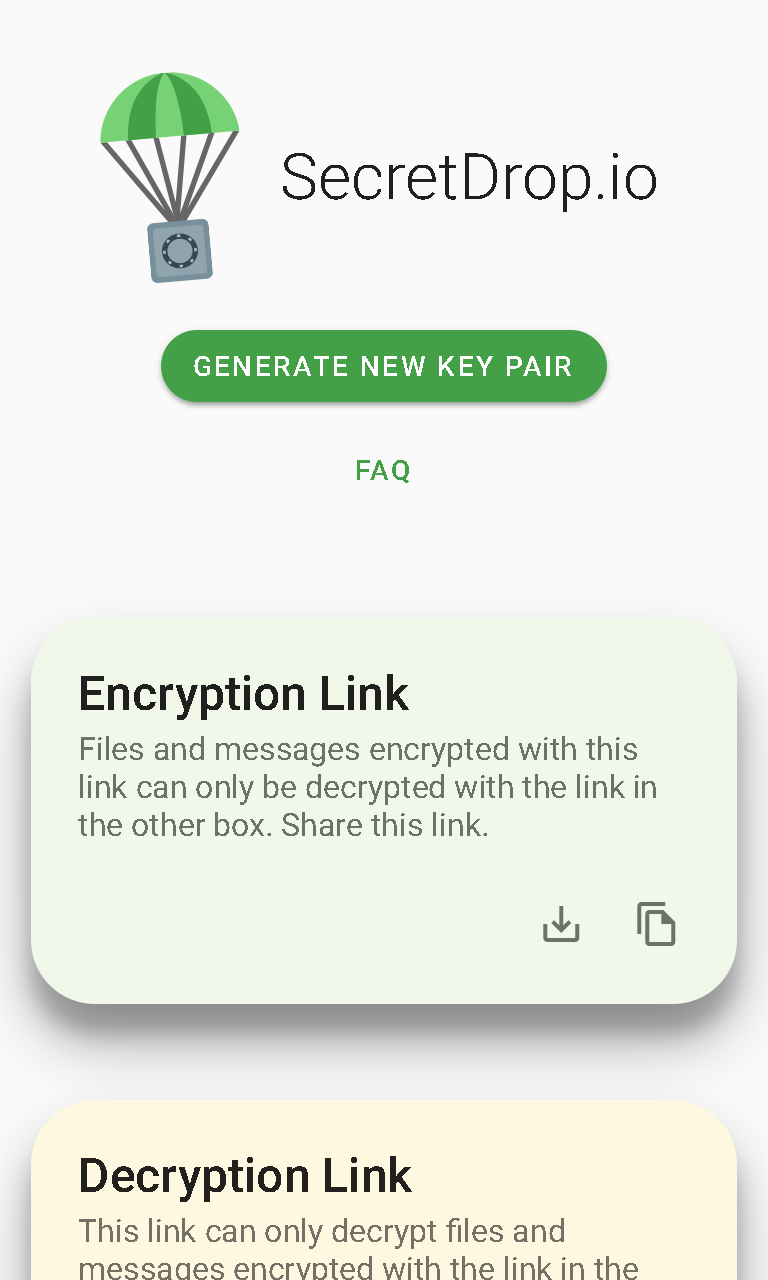 SecretDrop.io
GENERATE NEW KEY PAIR
FAQ
Encryption Link
Files and messages encrypted with this
link can only be decrypted with the link in
the other box. Share this link.
Decryption Link
This link can only decrypt files and
messages encrypted with the link in the